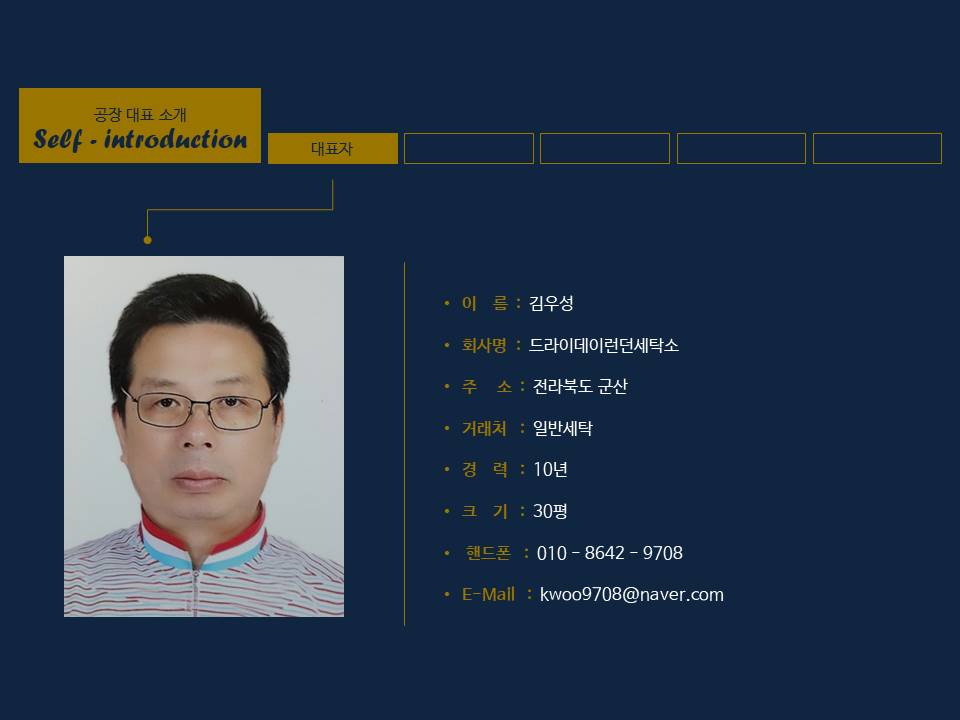 공장 대표 소개
Self - introduction
대표자
• 이 름 : 김우성
• 회사명 : 드라이데이런던세탁소
• 주 소 : 전라북도 군산
• 거래처 : 일반세탁
• 경 력 : 10년
• 크 기 : 30평
• 핸드폰 : 010 - 8642 - 9708
• E-Mail : kwoo9708@naver.com